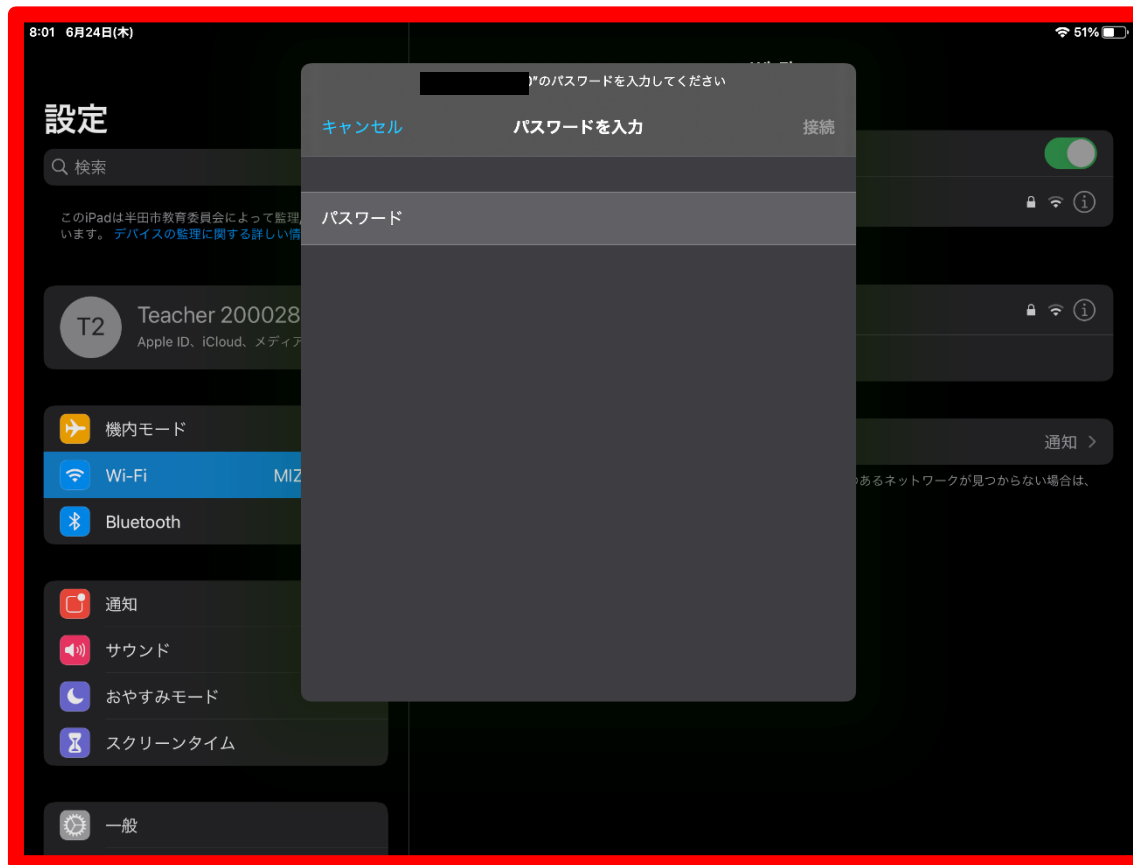 8:01 6月24日(木)
51%
"のパスワードを入力してください
設定
キャンセル
パスワードを入力
接続
検索
このiPadは半田市教育委員会によって監理
います。 デバイスの監理に関する詳しい情
パスワード
T2
Teacher 200028
Apple ID、iCloud、メディア
機内モード
Wi-Fi
MIZ
Bluetooth
通知
あるネットワークが見つからない場合は、
通知
サウンド
おやすみモード
スクリーンタイム
一般